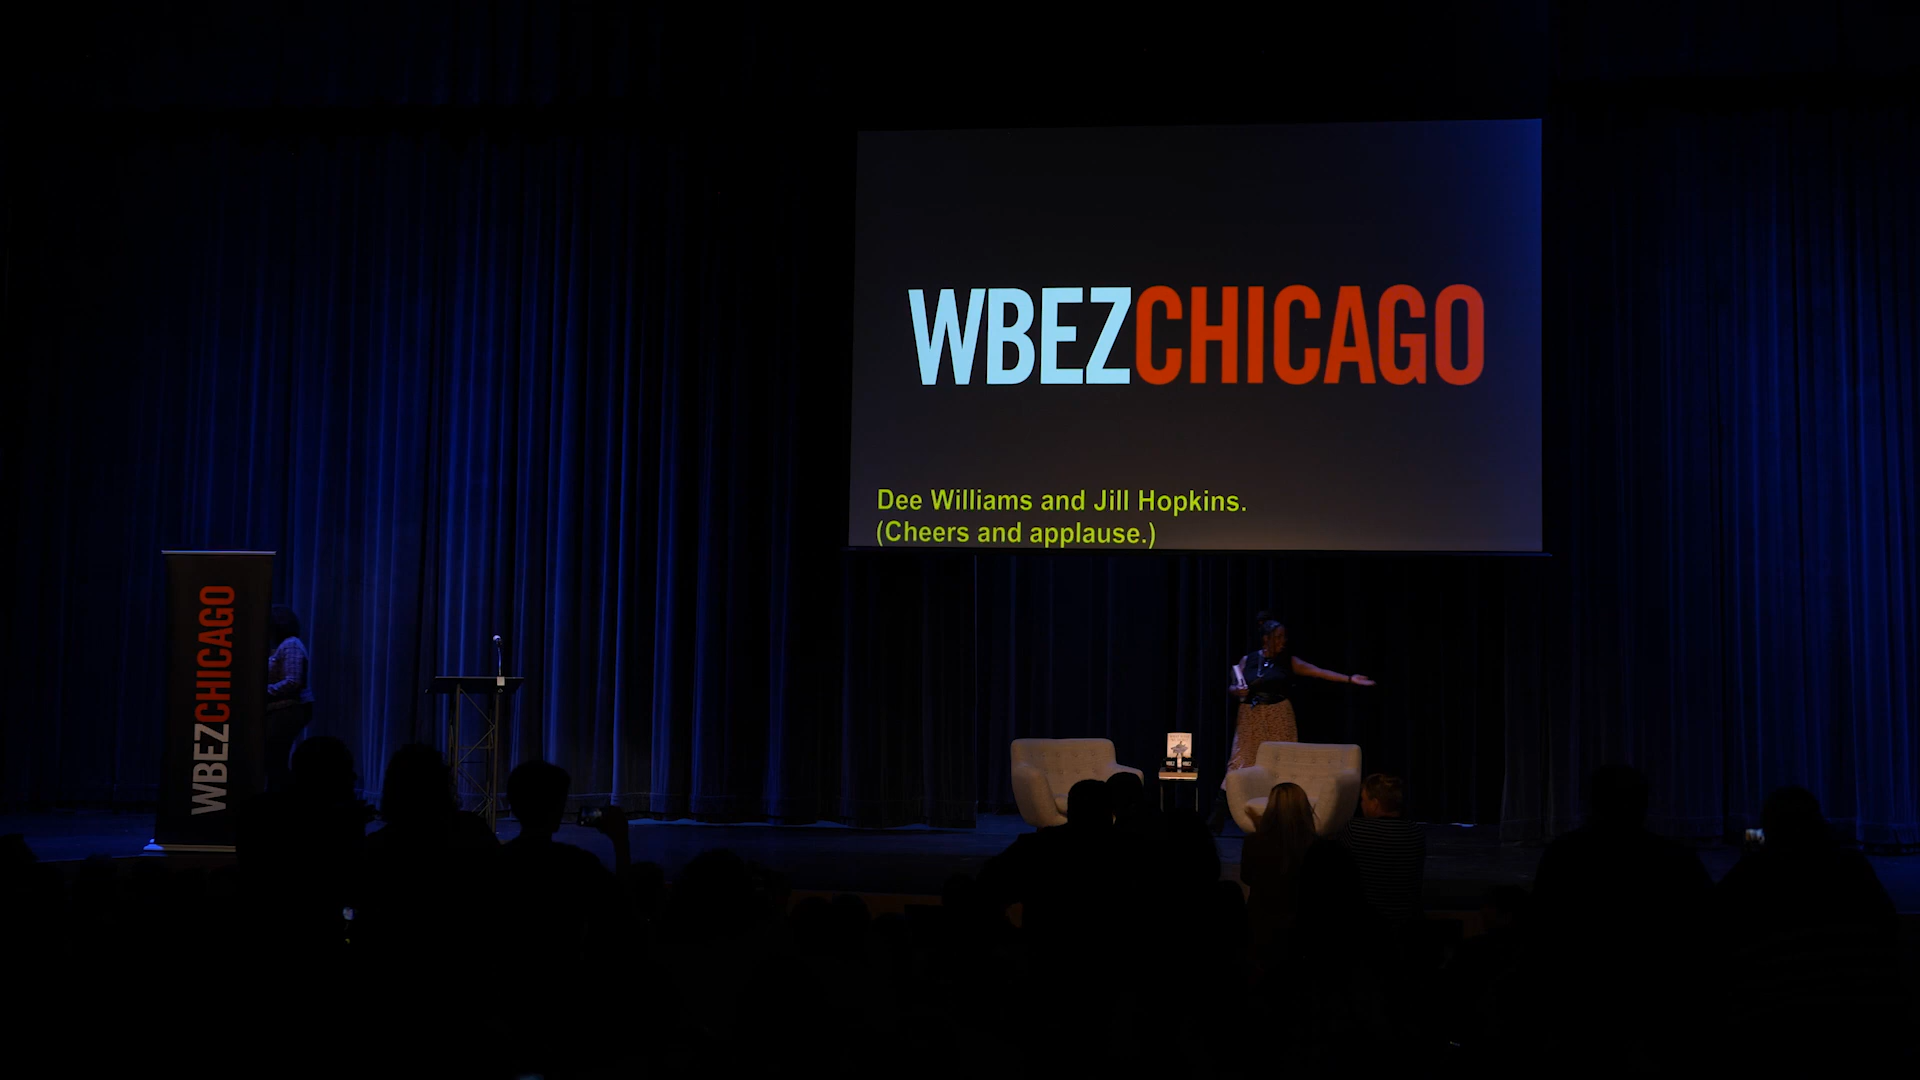 WBEZCHICAGO
Dee Williams and Jill Hopkins.
(Cheers and applause.)
WBEZCHICAGO